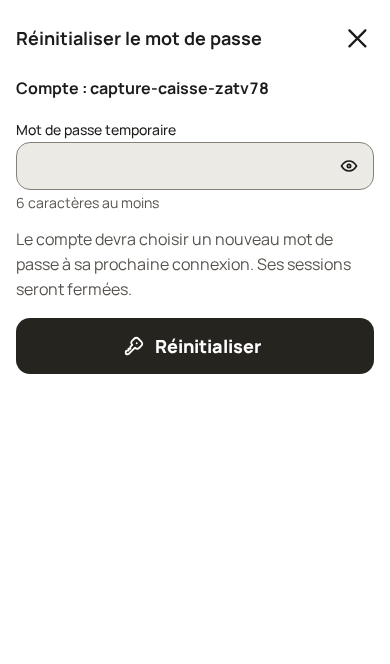 Réinitialiser le mot de passe
Compte : capture-caisse-zatv78
Mot de passe temporaire
6 caractères au moins
Le compte devra choisir un nouveau mot de
passe à sa prochaine connexion. Ses sessions
seront fermées.
Réinitialiser